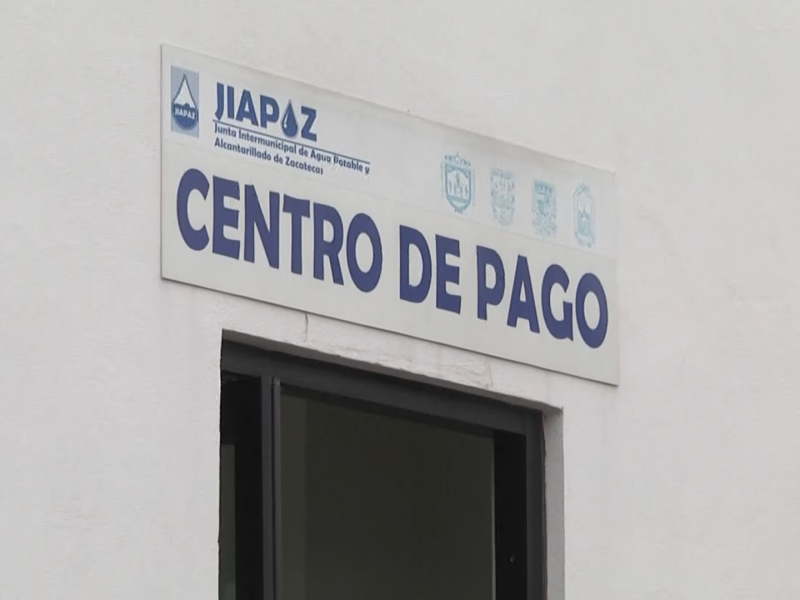 JIAPAZ
JIAPAZ
Junta Intermunicipal de Agua Potable y
Alcantarillado de Zacatecas
CENTRO DE PAGO